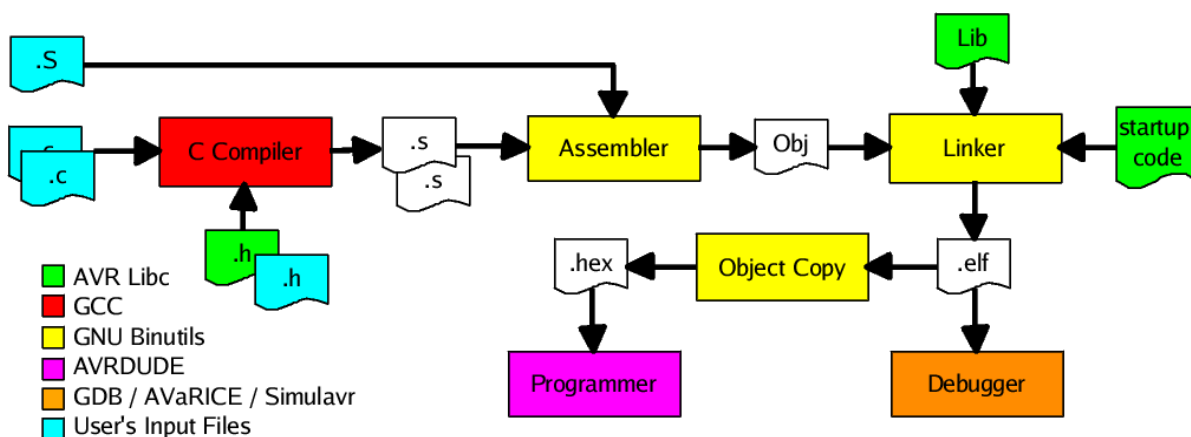 Lib
.S
startup
code
C Compiler
.s
.s
Assembler
Obj
Linker
.c
.h
.h
.hex
Object Copy
.elf
AVR Libc
GCC
GNU Binutils
AVRDUDE
GDB / AVaRICE / Simulavr
User's Input Files
Programmer
Debugger